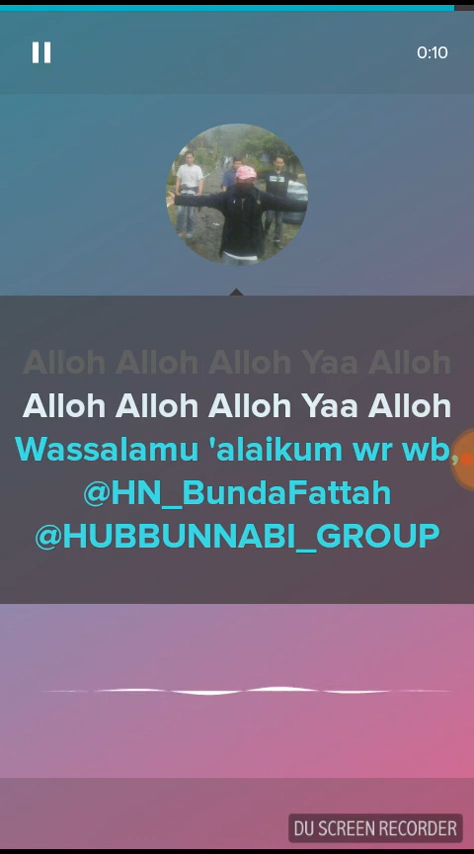 0:10
Alloh Alloh Alloh Yaa Alloh
Alloh Alloh Alloh Yaa Alloh
Wassalamu 'alaikum wr wb,
@HN_BundaFattah
@HUBBUNNABI_GROUP
DU SCREEN RECORDER